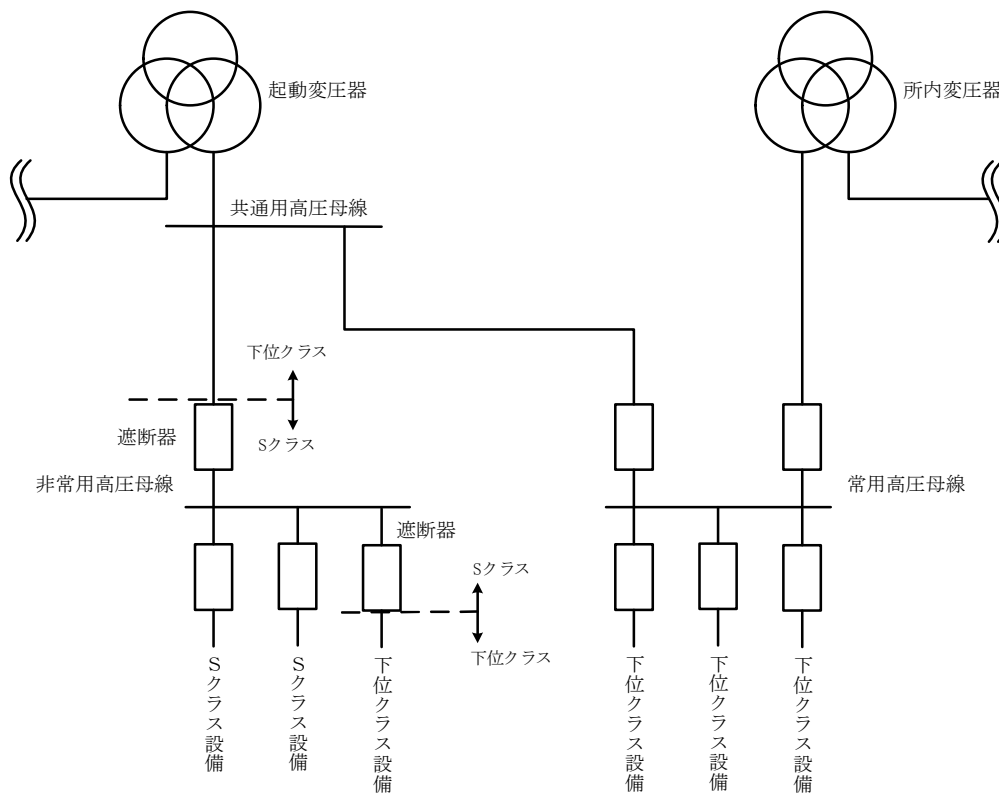 起動変圧器
所内変圧器
共通用高圧母線
下位クラス
Sクラス
遮断器
非常用高圧母線
常用高圧母線
遮断器
Sクラス
下位クラス
Sクラス設備
Sクラス設備
下位クラス設備
下位クラス設備
下位クラス設備
下位クラス設備